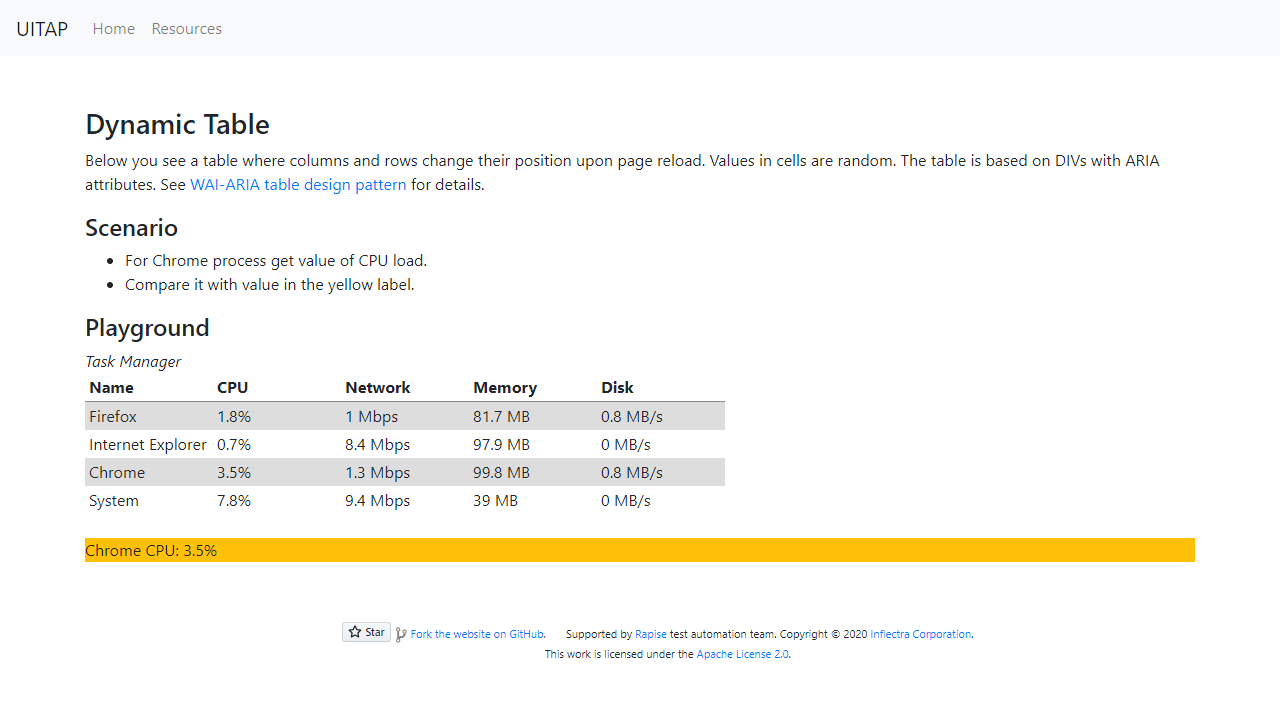 UITAP Home Resources
Dynamic Table
Below you see a table where columns and rows change their position upon page reload. Values in cells are random. The table is based on DIVs with ARIA
attributes. See WAI-ARIA table design pattern for details.
Scenario
For Chrome process get value of CPU load.
Compare it with value in the yellow label.
Playground
Task Manager
Name CPU Network Memory Disk
Firefox 1.8% 1 Mbps 81.7 MB 0.8 MB/s
Internet Explorer 0.7% 8.4 Mbps 97.9 MB 0 MB/s
Chrome 3.5% 1.3 Mbps 99.8 MB 0.8 MB/s
System 7.8% 9.4 Mbps 39 MB 0 MB/s
Chrome CPU: 3.5%
Star Fork the website on GitHub. Supported by Rapise test automation team. Copyright © 2020 Inflectra Corporation.
This work is licensed under the Apache License 2.0.